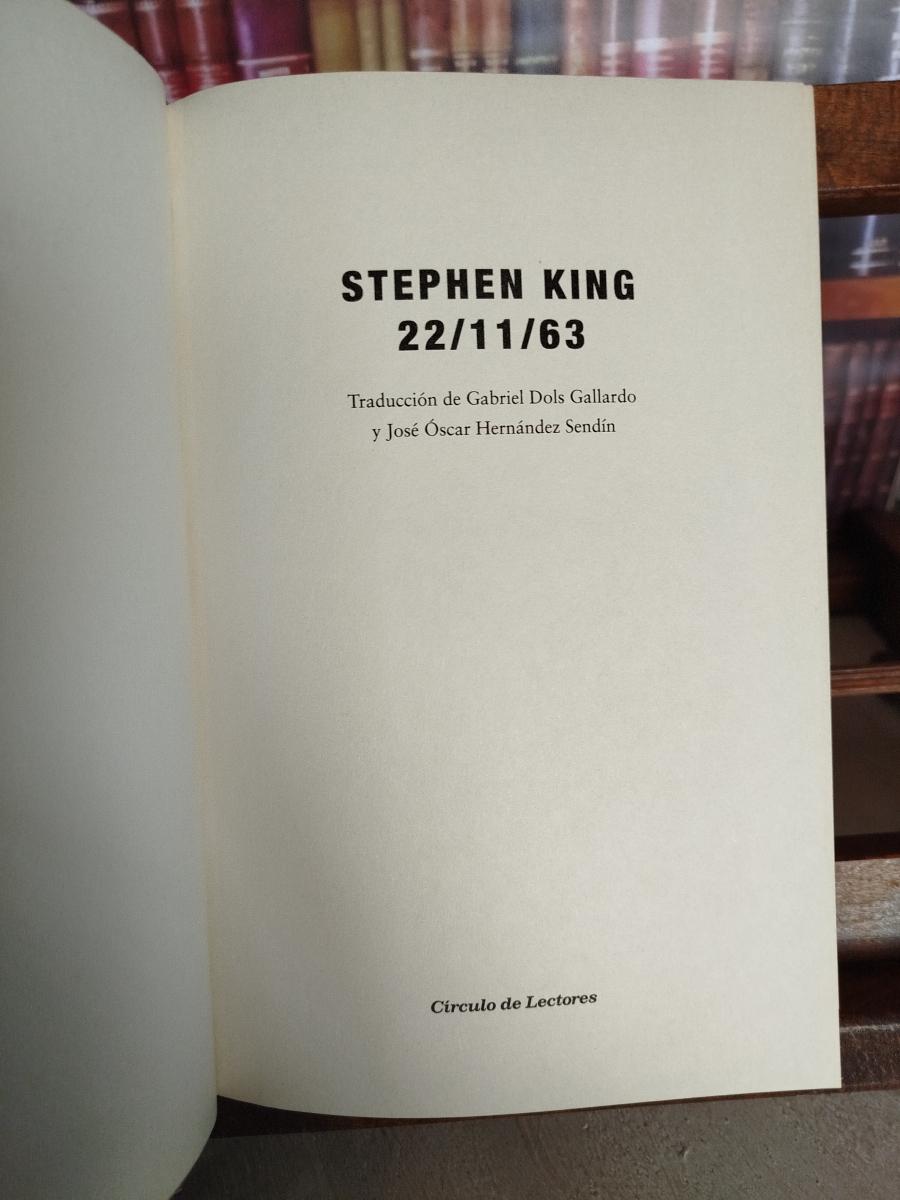 STEPHEN KING
22/11/63
Traducción de Gabriel Dols Gallardo
y José Óscar Hernández Sendín
Círculo de Lectores